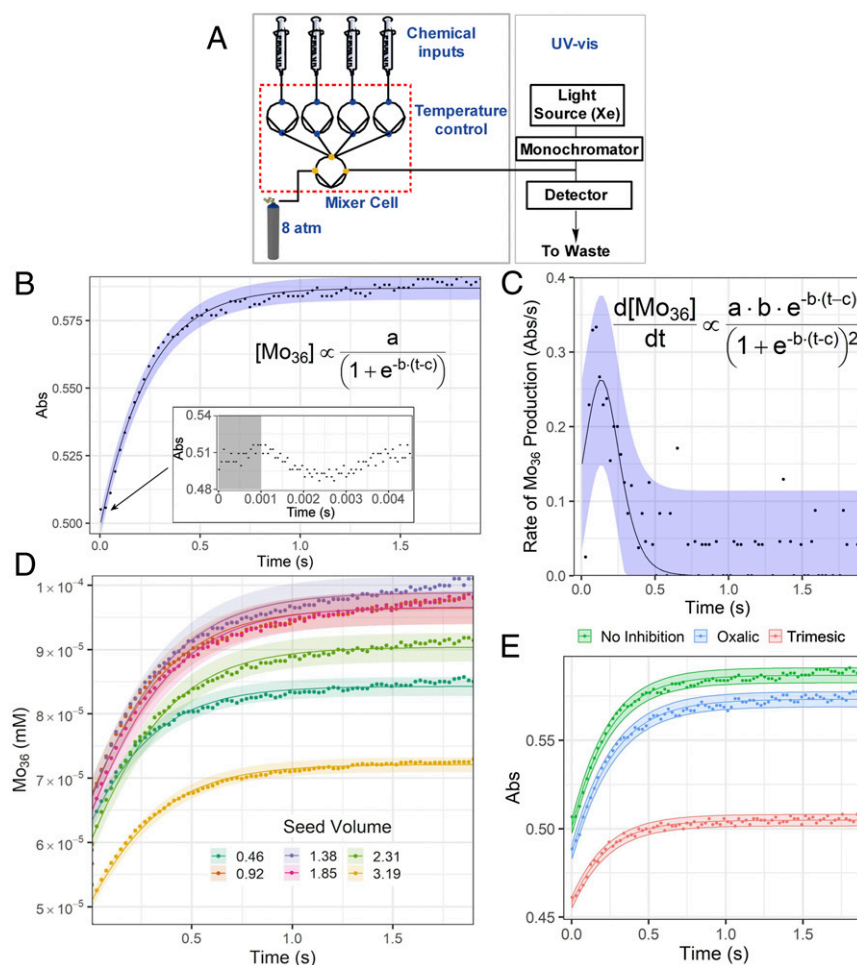 A
Chemical
inputs
Temperature
control
Mixer Cell
8 atm
UV-vis
Light
Source (Xe)
Monochromator
Detector
To Waste
B
Abs
0.575
0.550
0.525
0.500
[Mo36] ∝ a / (1 + e^-b·(t-c))
Abs
0.54
0.51
0.48
0 0.001 0.002 0.003 0.004
Time (s)
0.0 0.5 1.0 1.5
Time (s)
C
Rate of Mo36 Production (Abs/s)
0.4
0.3
0.2
0.1
0.0
d[Mo36] / dt ∝ a · b · e^-b·(t-c) / (1 + e^-b·(t-c))^2
0.0 0.5 1.0 1.5
Time (s)
D
Mo36 (mM)
1 × 10^-4
9 × 10^-5
8 × 10^-5
7 × 10^-5
6 × 10^-5
5 × 10^-5
Seed Volume
0.46 1.38 2.31
0.92 1.85 3.19
0.5 1.0 1.5
Time (s)
No Inhibition Oxalic Trimesic
E
Abs
0.55
0.50
0.45
0.0 0.5 1.0 1.5
Time (s)